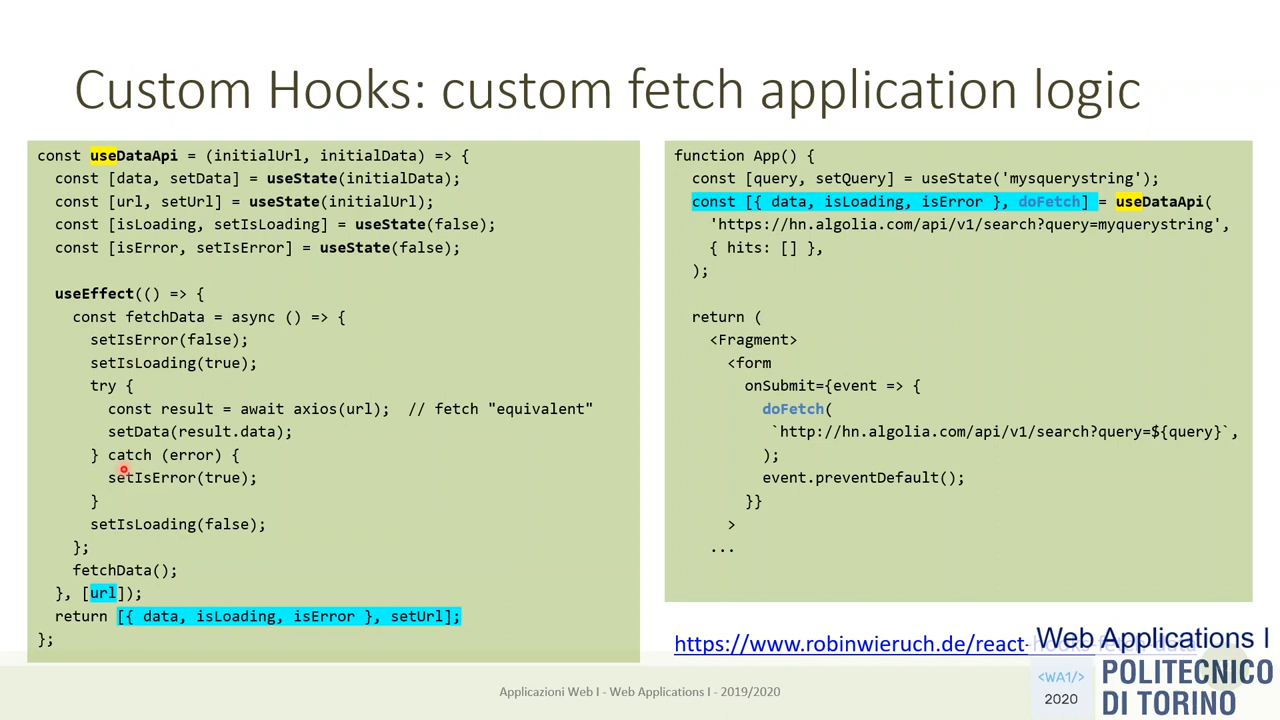 Custom Hooks: custom fetch application logic
const useDataApi = (initialUrl, initialData) => {
  const [data, setData] = useState(initialData);
  const [url, setUrl] = useState(initialUrl);
  const [isLoading, setIsLoading] = useState(false);
  const [isError, setIsError] = useState(false);
  useEffect(() => {
    const fetchData = async () => {
      setIsError(false);
      setIsLoading(true);
      try {
        const result = await axios(url);  // fetch "equivalent"
        setData(result.data);
      } catch (error) {
        setIsError(true);
      }
      setIsLoading(false);
    };
    fetchData();
  }, [url]);
  return [{ data, isLoading, isError }, setUrl];
};
function App() {
  const [query, setQuery] = useState('mysquerystring');
  const [{ data, isLoading, isError }, doFetch] = useDataApi(
    'https://hn.algolia.com/api/v1/search?query=myquerystring',
    { hits: [] },
  );
  return (
    <Fragment>
      <form
        onSubmit={event => {
          doFetch(
           `http://hn.algolia.com/api/v1/search?query=${query}`,
          );
          event.preventDefault();
        }}
      >
    ...
https://www.robinwieruch.de/react-hooks-fetch-data
Web Applications I
<WA1/>
2020
POLITECNICO
DI TORINO
Applicazioni Web I - Web Applications I - 2019/2020